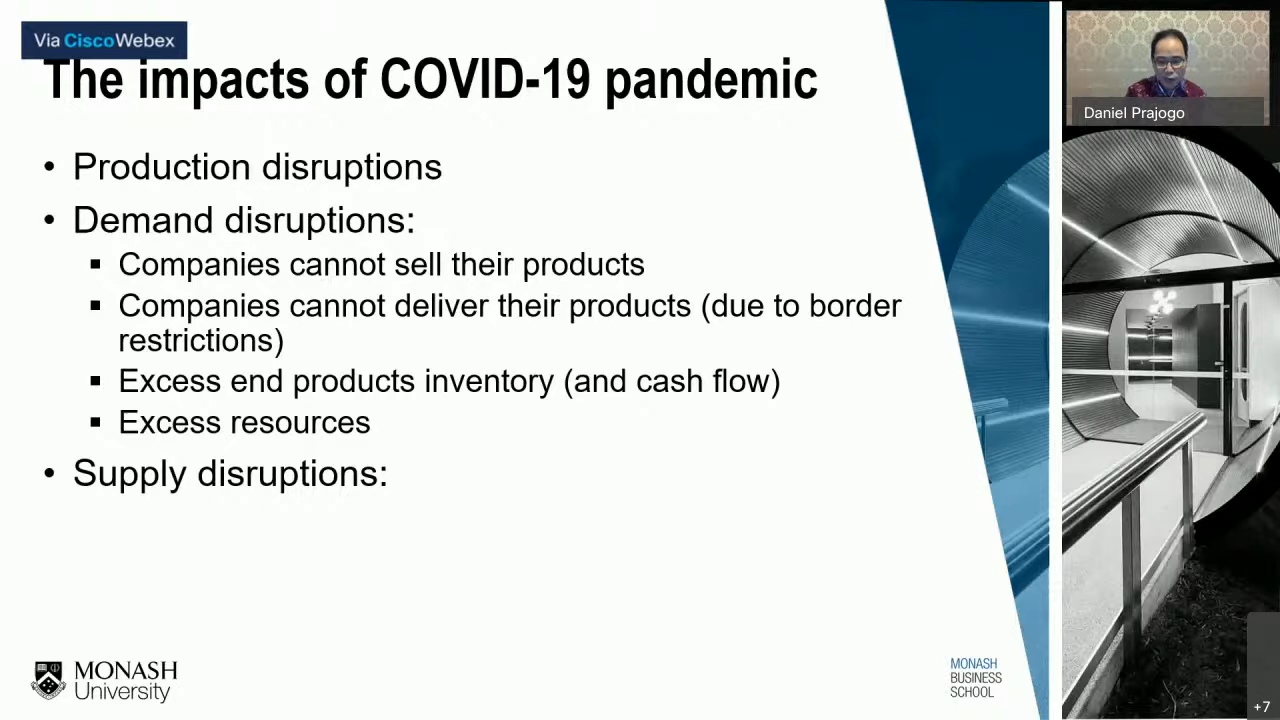 Via CiscoWebex
The impacts of COVID-19 pandemic
• Production disruptions
• Demand disruptions:
▪ Companies cannot sell their products
▪ Companies cannot deliver their products (due to border
restrictions)
▪ Excess end products inventory (and cash flow)
▪ Excess resources
• Supply disruptions:
MONASH
University
MONASH
BUSINESS
SCHOOL
Daniel Prajogo
+7